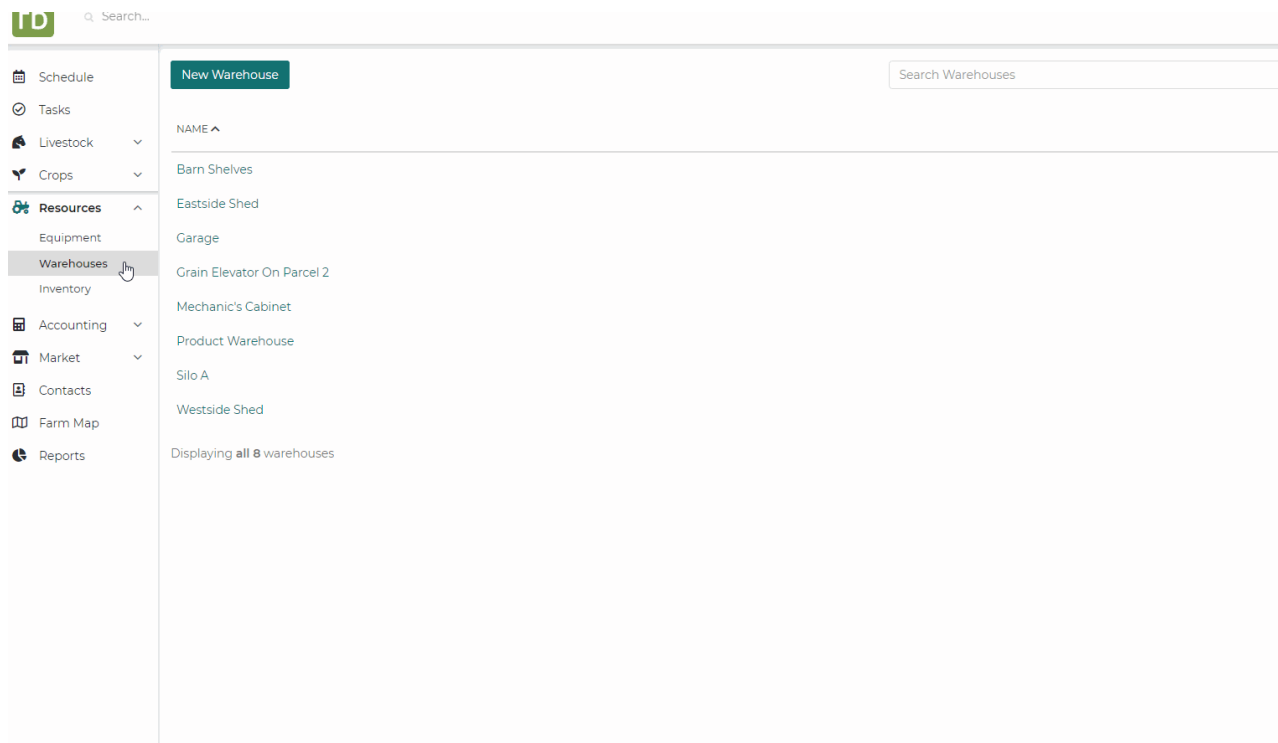 Search...
Schedule
Tasks
Livestock
Crops
Resources
Equipment
Warehouses
Inventory
Accounting
Market
Contacts
Farm Map
Reports
New Warehouse
Search Warehouses
NAME
Barn Shelves
Eastside Shed
Garage
Grain Elevator On Parcel 2
Mechanic's Cabinet
Product Warehouse
Silo A
Westside Shed
Displaying all 8 warehouses